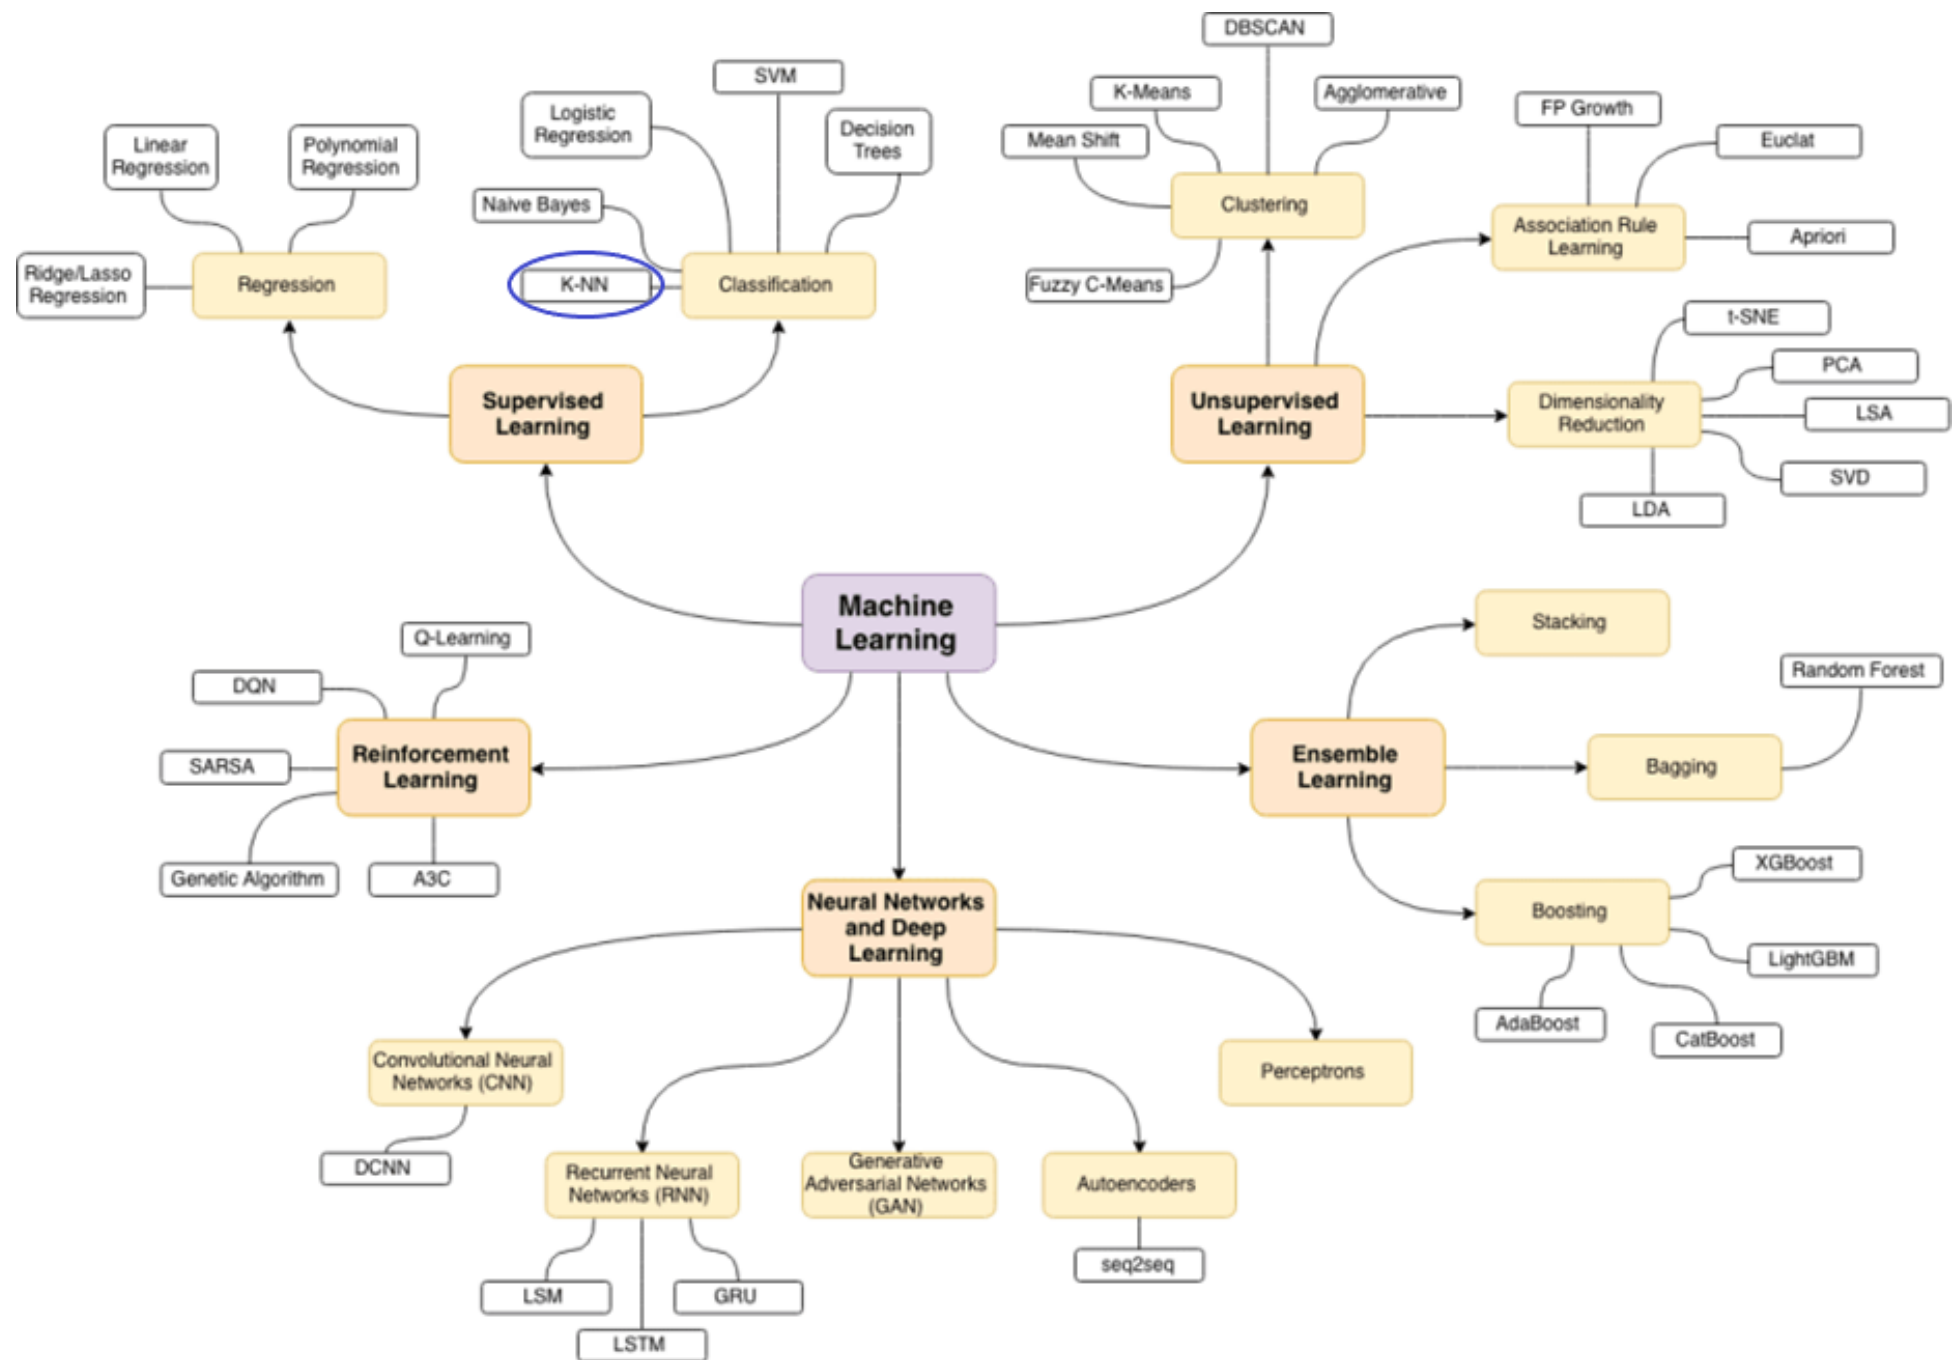 DBSCAN
SVM
K-Means
Agglomerative
FP Growth
Logistic
Regression
Decision
Trees
Linear
Regression
Polynomial
Regression
Mean Shift
Euclat
Naive Bayes
Clustering
Association Rule
Learning
Apriori
Ridge/Lasso
Regression
Regression
K-NN
Classification
Fuzzy C-Means
t-SNE
PCA
Supervised
Learning
Unsupervised
Learning
Dimensionality
Reduction
LSA
SVD
LDA
Machine
Learning
Stacking
Q-Learning
DQN
Random Forest
Reinforcement
Learning
SARSA
Ensemble
Learning
Bagging
Genetic Algorithm
A3C
XGBoost
Neural Networks
and Deep
Learning
Boosting
LightGBM
AdaBoost
CatBoost
Convolutional Neural
Networks (CNN)
Perceptrons
DCNN
Recurrent Neural
Networks (RNN)
Generative
Adversarial Networks
(GAN)
Autoencoders
seq2seq
LSM
GRU
LSTM